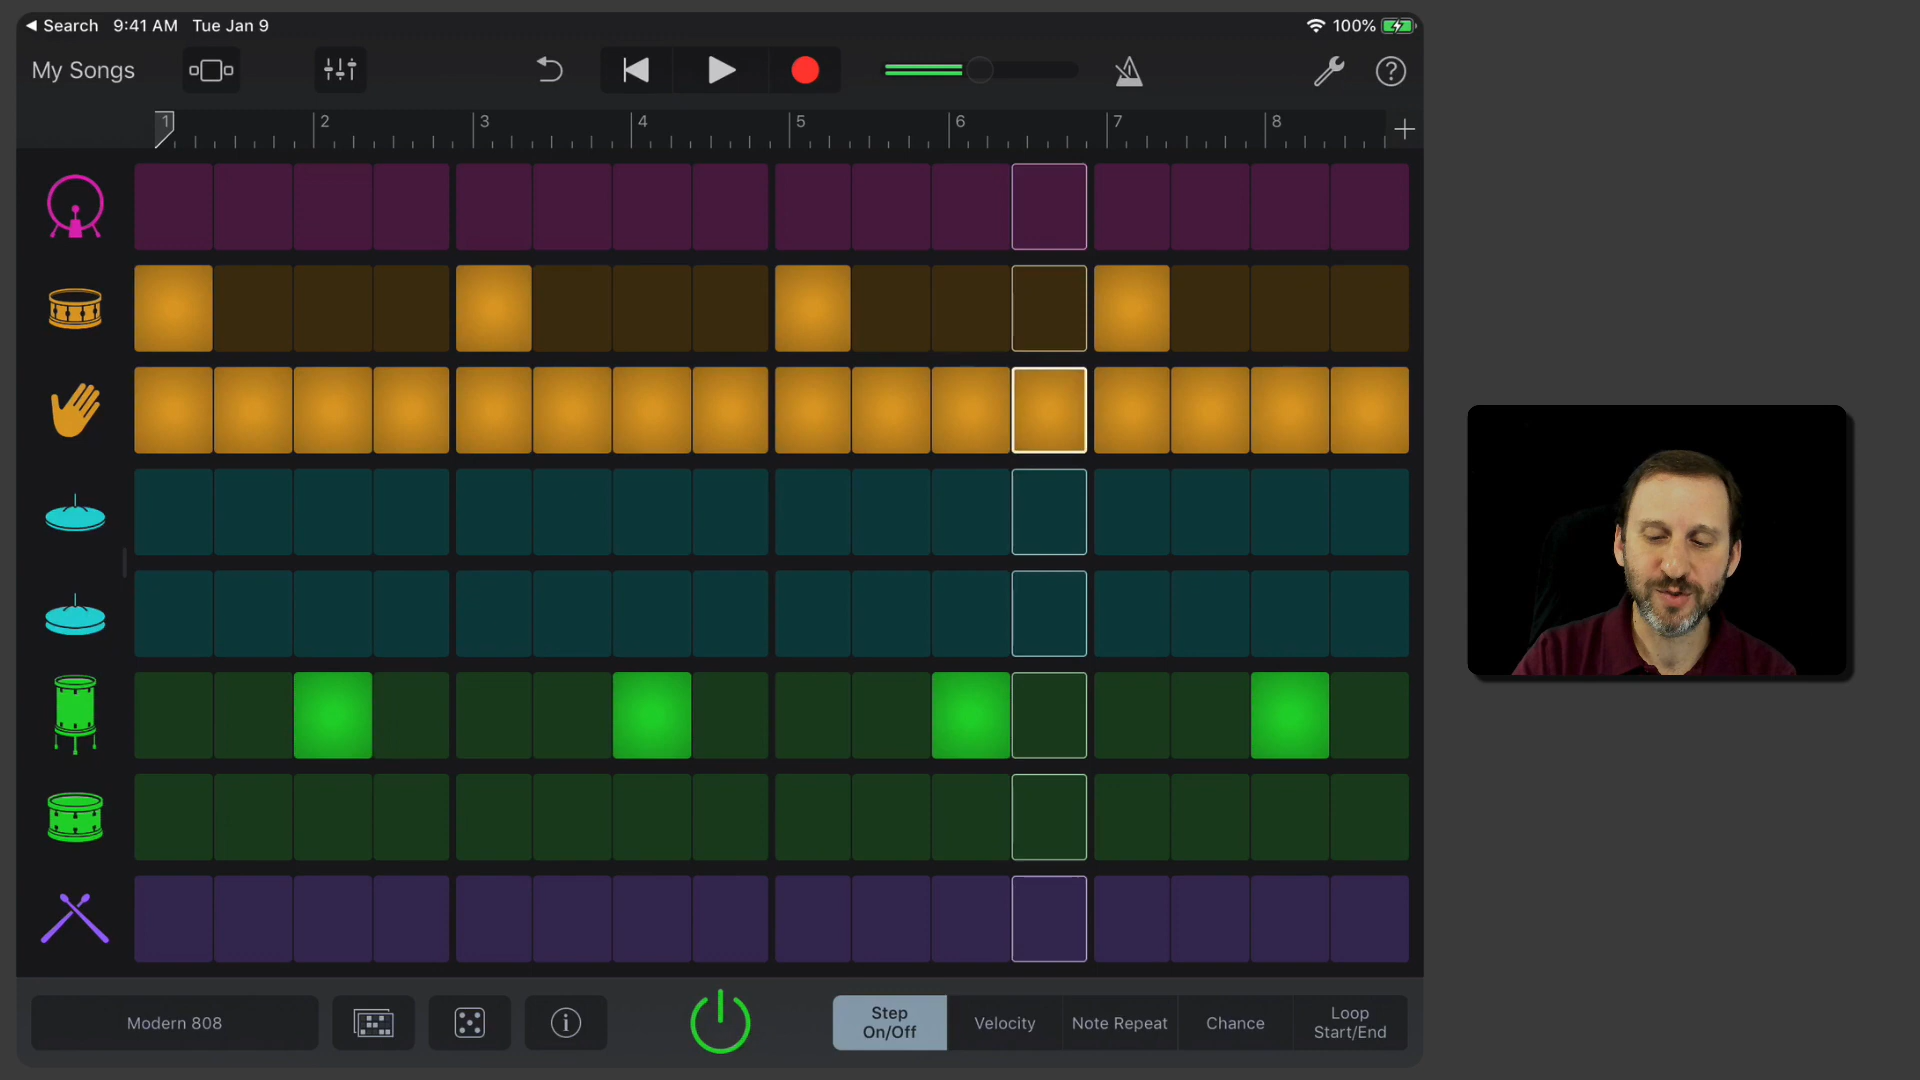 Search 9:41 AM Tue Jan 9 100%
My Songs
1 2 3 4 5 6 7 8
Modern 808
Step
On/Off
Velocity
Note Repeat
Chance
Loop
Start/End